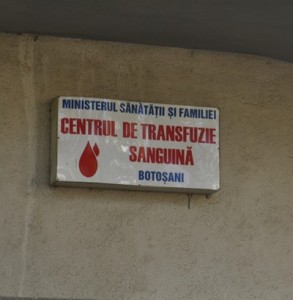 MINISTERUL SĂNĂTĂȚII ȘI FAMILIEI
CENTRUL DE TRANSFUZIE
SANGUINĂ
BOTOȘANI